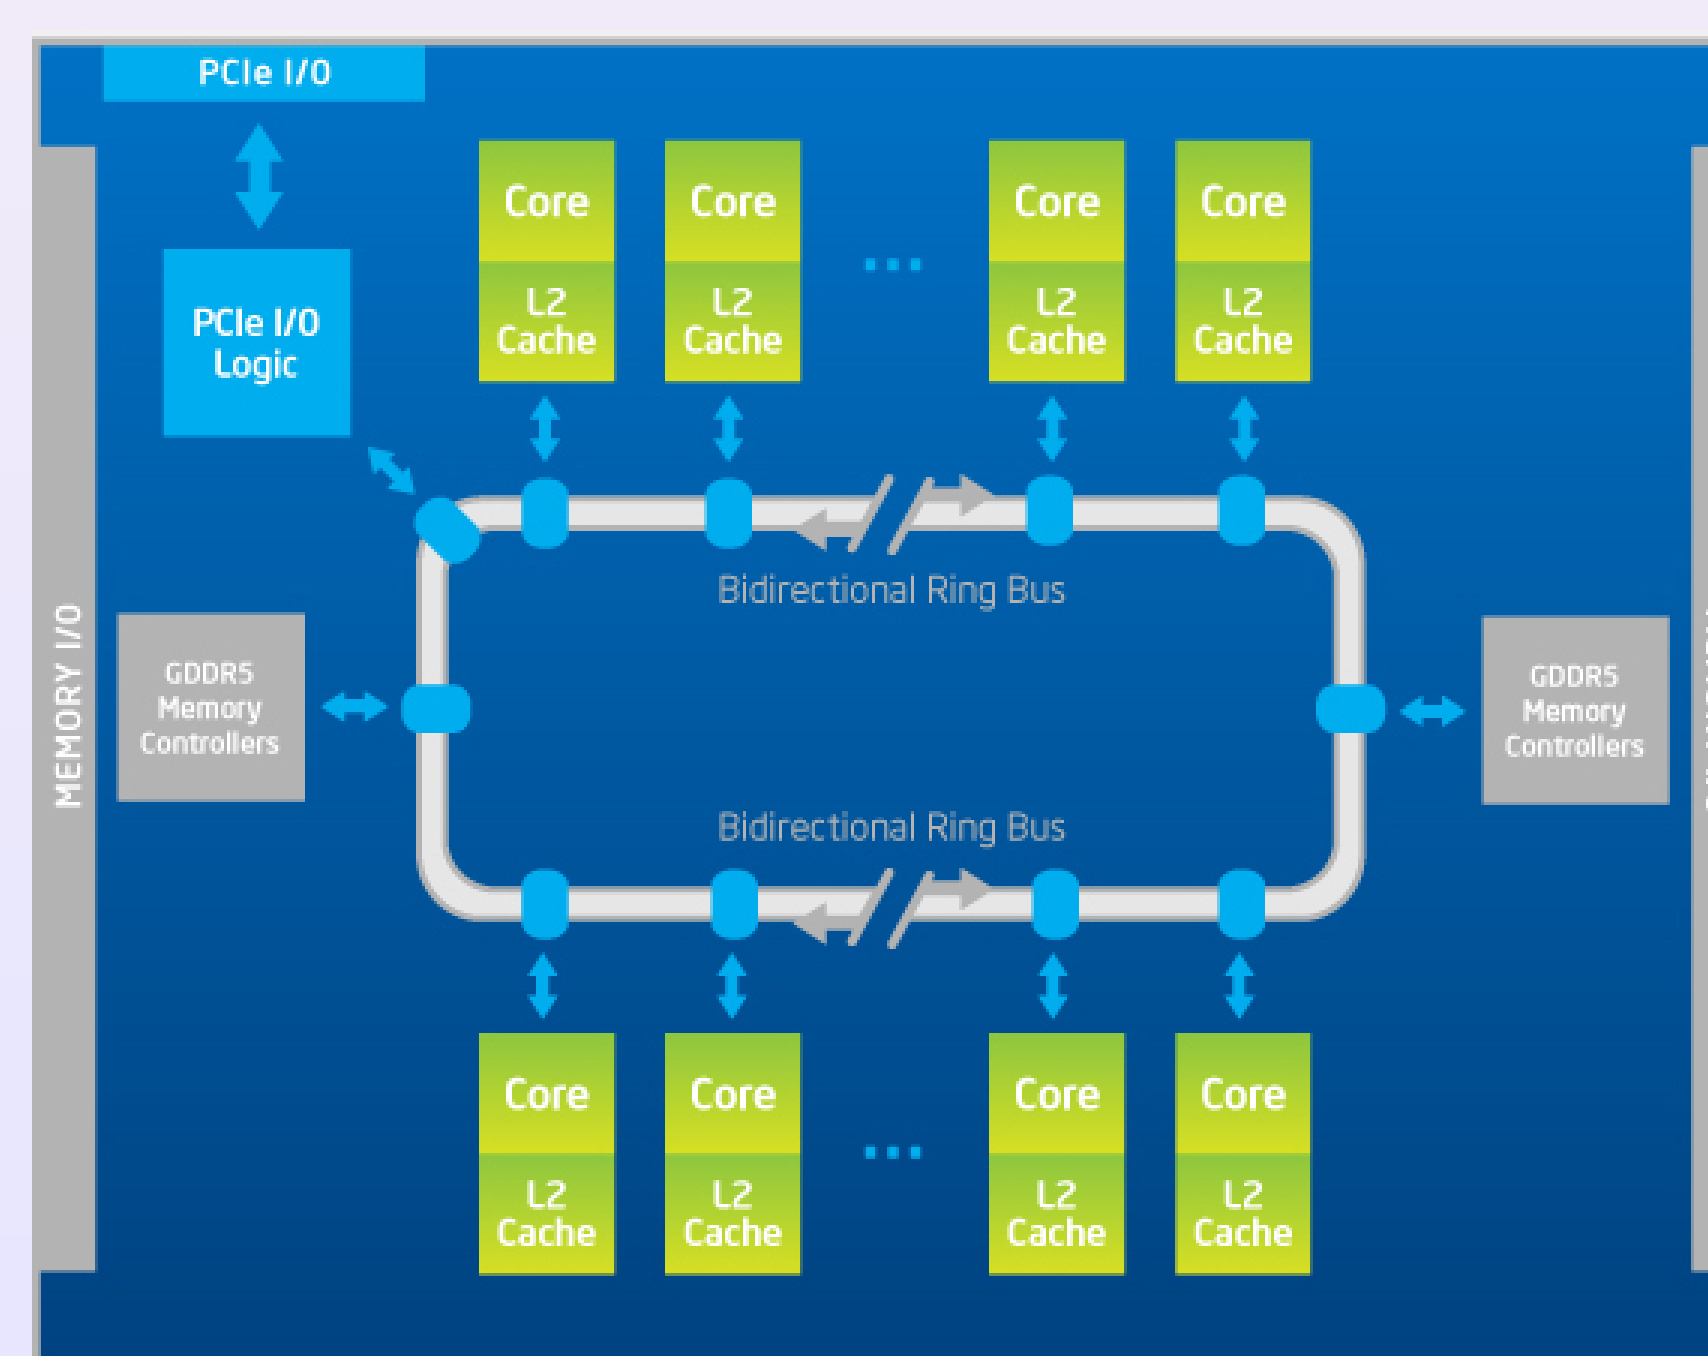 PCIe I/O
Core
Core
...
Core
Core
L2
Cache
L2
Cache
L2
Cache
L2
Cache
PCIe I/O
Logic
Bidirectional Ring Bus
MEMORY I/O
GDDR5
Memory
Controllers
GDDR5
Memory
Controllers
Bidirectional Ring Bus
Core
Core
...
Core
Core
L2
Cache
L2
Cache
L2
Cache
L2
Cache